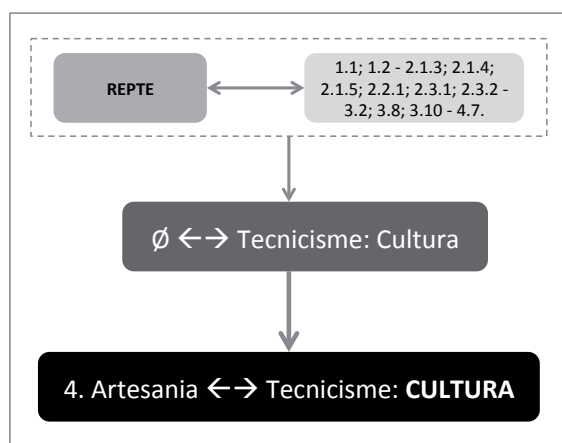 REPTE
1.1; 1.2 - 2.1.3; 2.1.4;
2.1.5; 2.2.1; 2.3.1; 2.3.2 -
3.2; 3.8; 3.10 - 4.7.
Ø ←→ Tecnicisme: Cultura
4. Artesania ←→ Tecnicisme: CULTURA